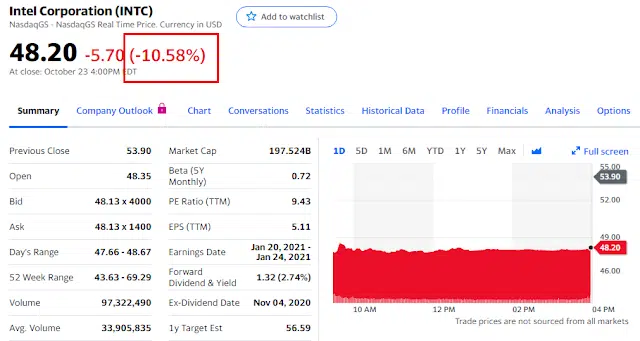 Intel Corporation (INTC)
NasdaqGS - NasdaqGS Real Time Price. Currency in USD
Add to watchlist
48.20 -5.70 (-10.58%)
At close: October 23 4:00PM EDT
Summary Company Outlook Chart Conversations Statistics Historical Data Profile Financials Analysis Options
Previous Close 53.90
Open 48.35
Bid 48.13 x 4000
Ask 48.13 x 1400
Day's Range 47.66 - 48.67
52 Week Range 43.63 - 69.29
Volume 97,322,490
Avg. Volume 33,905,835
Market Cap 197.524B
Beta (5Y Monthly) 0.72
PE Ratio (TTM) 9.43
EPS (TTM) 5.11
Earnings Date Jan 20, 2021 - Jan 24, 2021
Forward Dividend & Yield 1.32 (2.74%)
Ex-Dividend Date Nov 04, 2020
1y Target Est 56.59
1D 5D 1M 6M YTD 1Y 5Y Max Full screen
55.00
53.90
48.20
46.00
10 AM 12 PM 02 PM 04 PM
Trade prices are not sourced from all markets